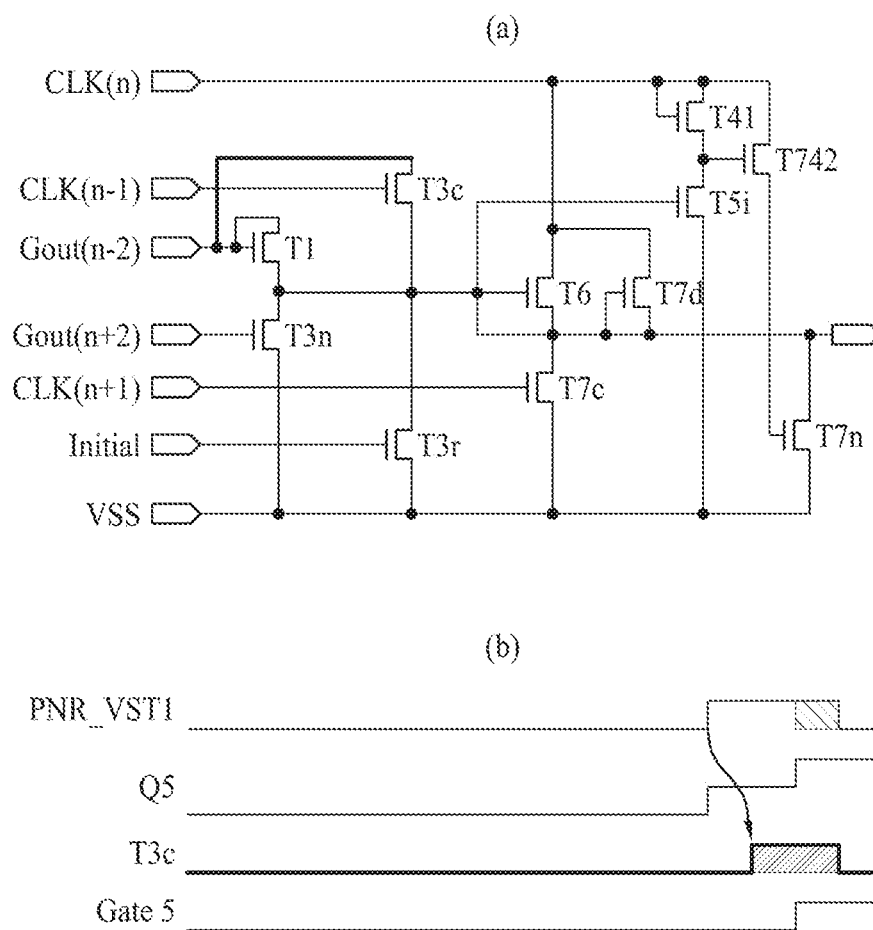 (a)
CLK(n)
T41
T742
CLK(n-1)
T3c
T5i
Gout(n-2)
T1
T6
T7d
Gout(n+2)
T3n
CLK(n+1)
T7c
Initial
T3r
T7n
VSS
(b)
PNR_VST1
Q5
T3c
Gate 5